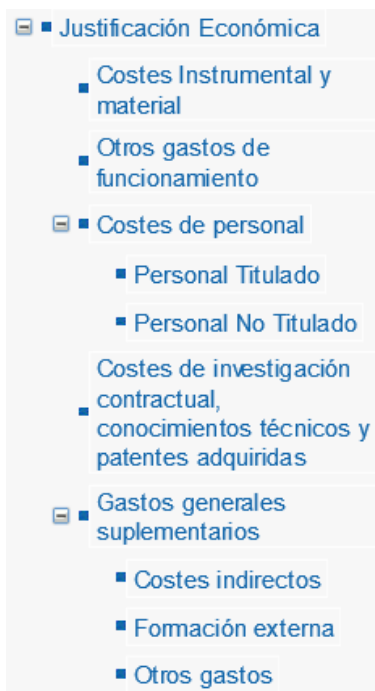 Justificación Económica
Costes Instrumental y
material
Otros gastos de
funcionamiento
Costes de personal
Personal Titulado
Personal No Titulado
Costes de investigación
contractual,
conocimientos técnicos y
patentes adquiridas
Gastos generales
suplementarios
Costes indirectos
Formación externa
Otros gastos